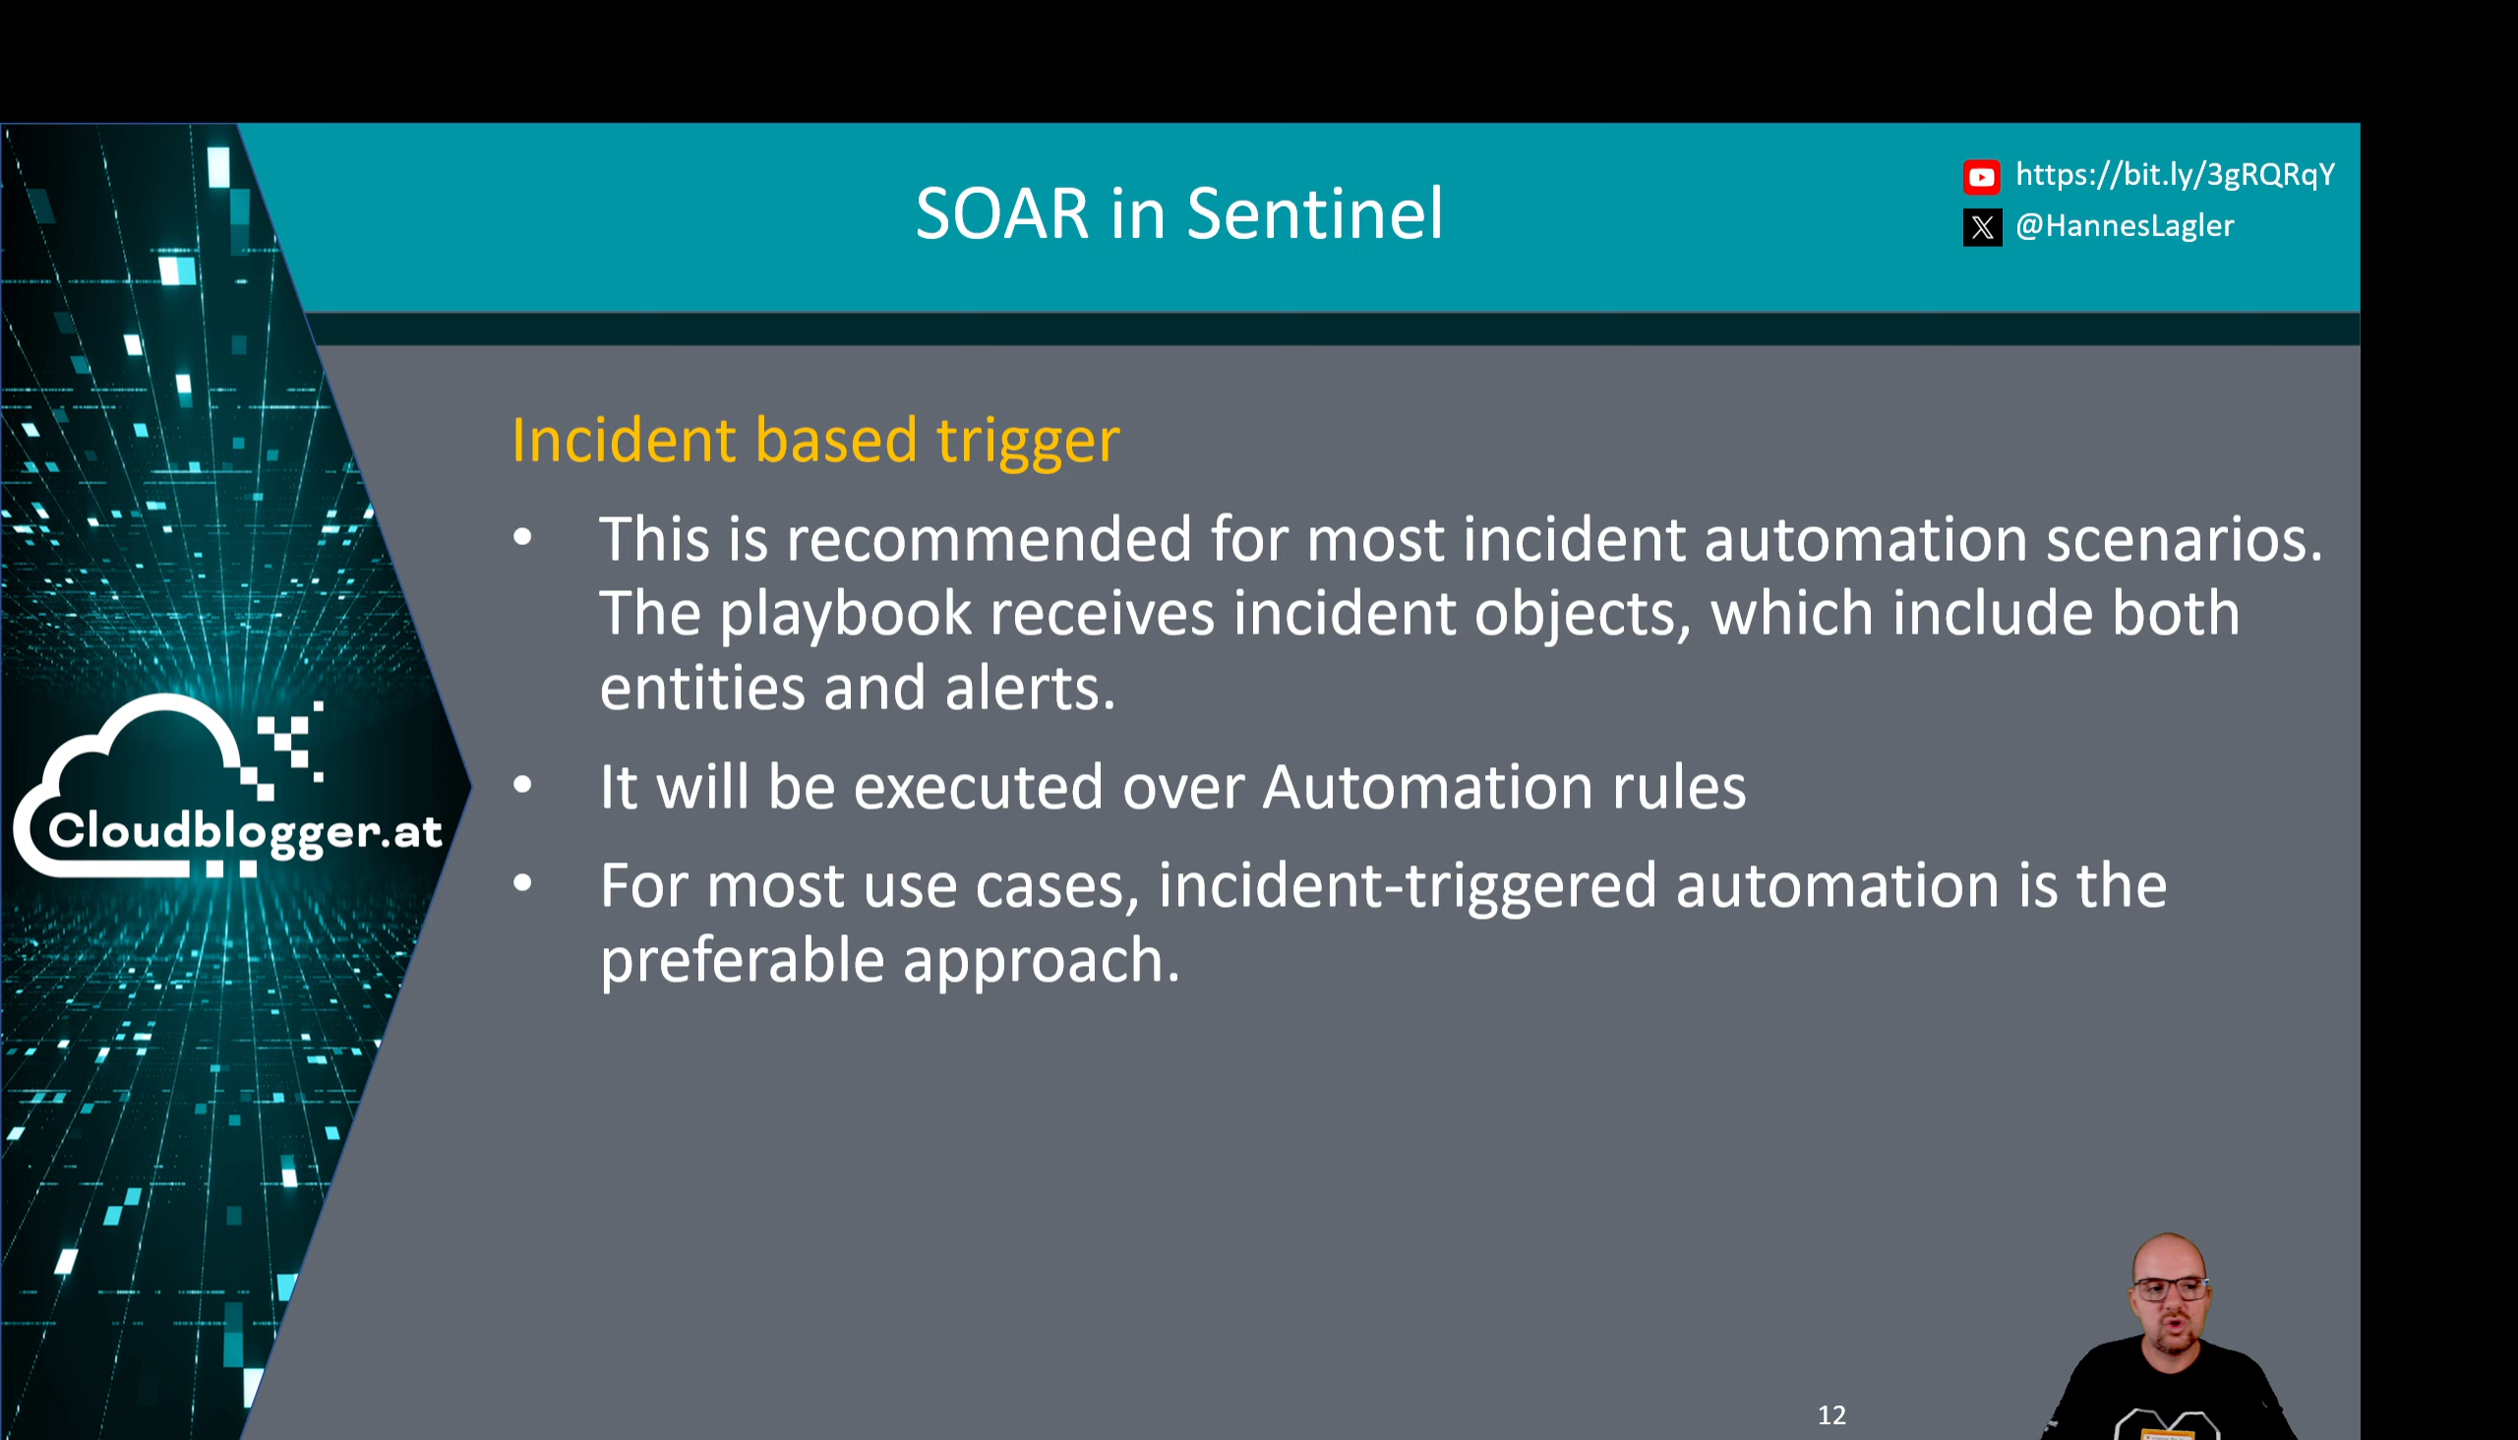 SOAR in Sentinel
https://bit.ly/3gRQRqY
@HannesLagler
Incident based trigger
• This is recommended for most incident automation scenarios.
The playbook receives incident objects, which include both
entities and alerts.
• It will be executed over Automation rules
• For most use cases, incident-triggered automation is the
preferable approach.
Cloudblogger.at
12